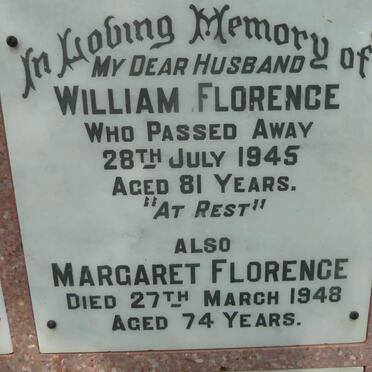 In Loving Memory of
MY DEAR HUSBAND
WILLIAM FLORENCE
WHO PASSED AWAY
28TH JULY 1945
AGED 81 YEARS.
"AT REST"
ALSO
MARGARET FLORENCE
DIED 27TH MARCH 1948
AGED 74 YEARS.